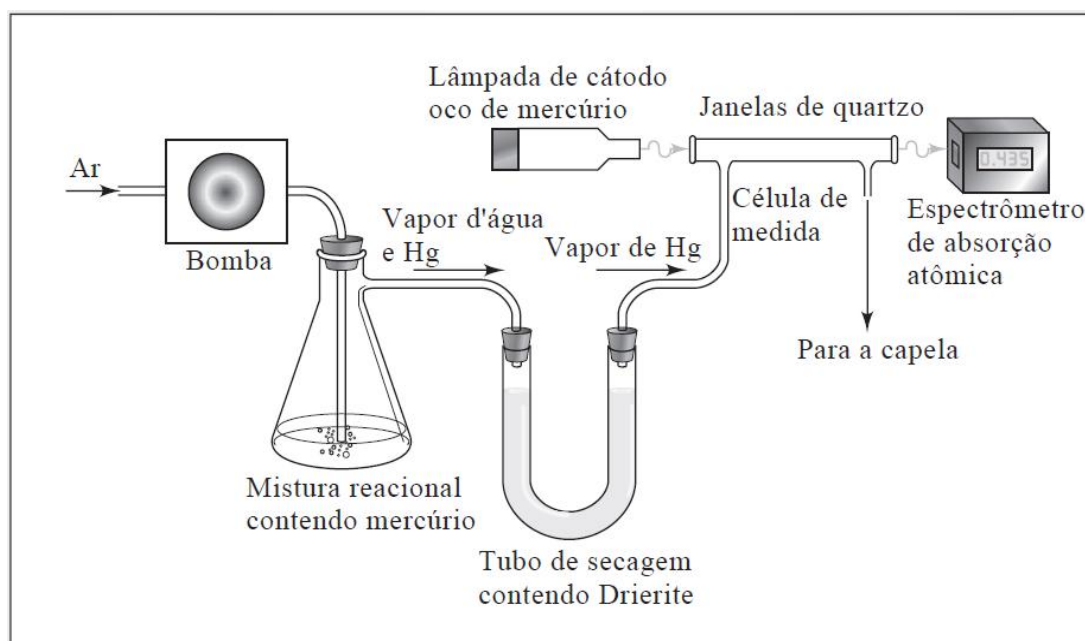 Lâmpada de cátodo
oco de mercúrio
Janelas de quartzo
Ar
0.435
Bomba
Vapor d'água
e Hg
Vapor de Hg
Célula de
medida
Espectrômetro
de absorção
atômica
Para a capela
Mistura reacional
contendo mercúrio
Tubo de secagem
contendo Drierite